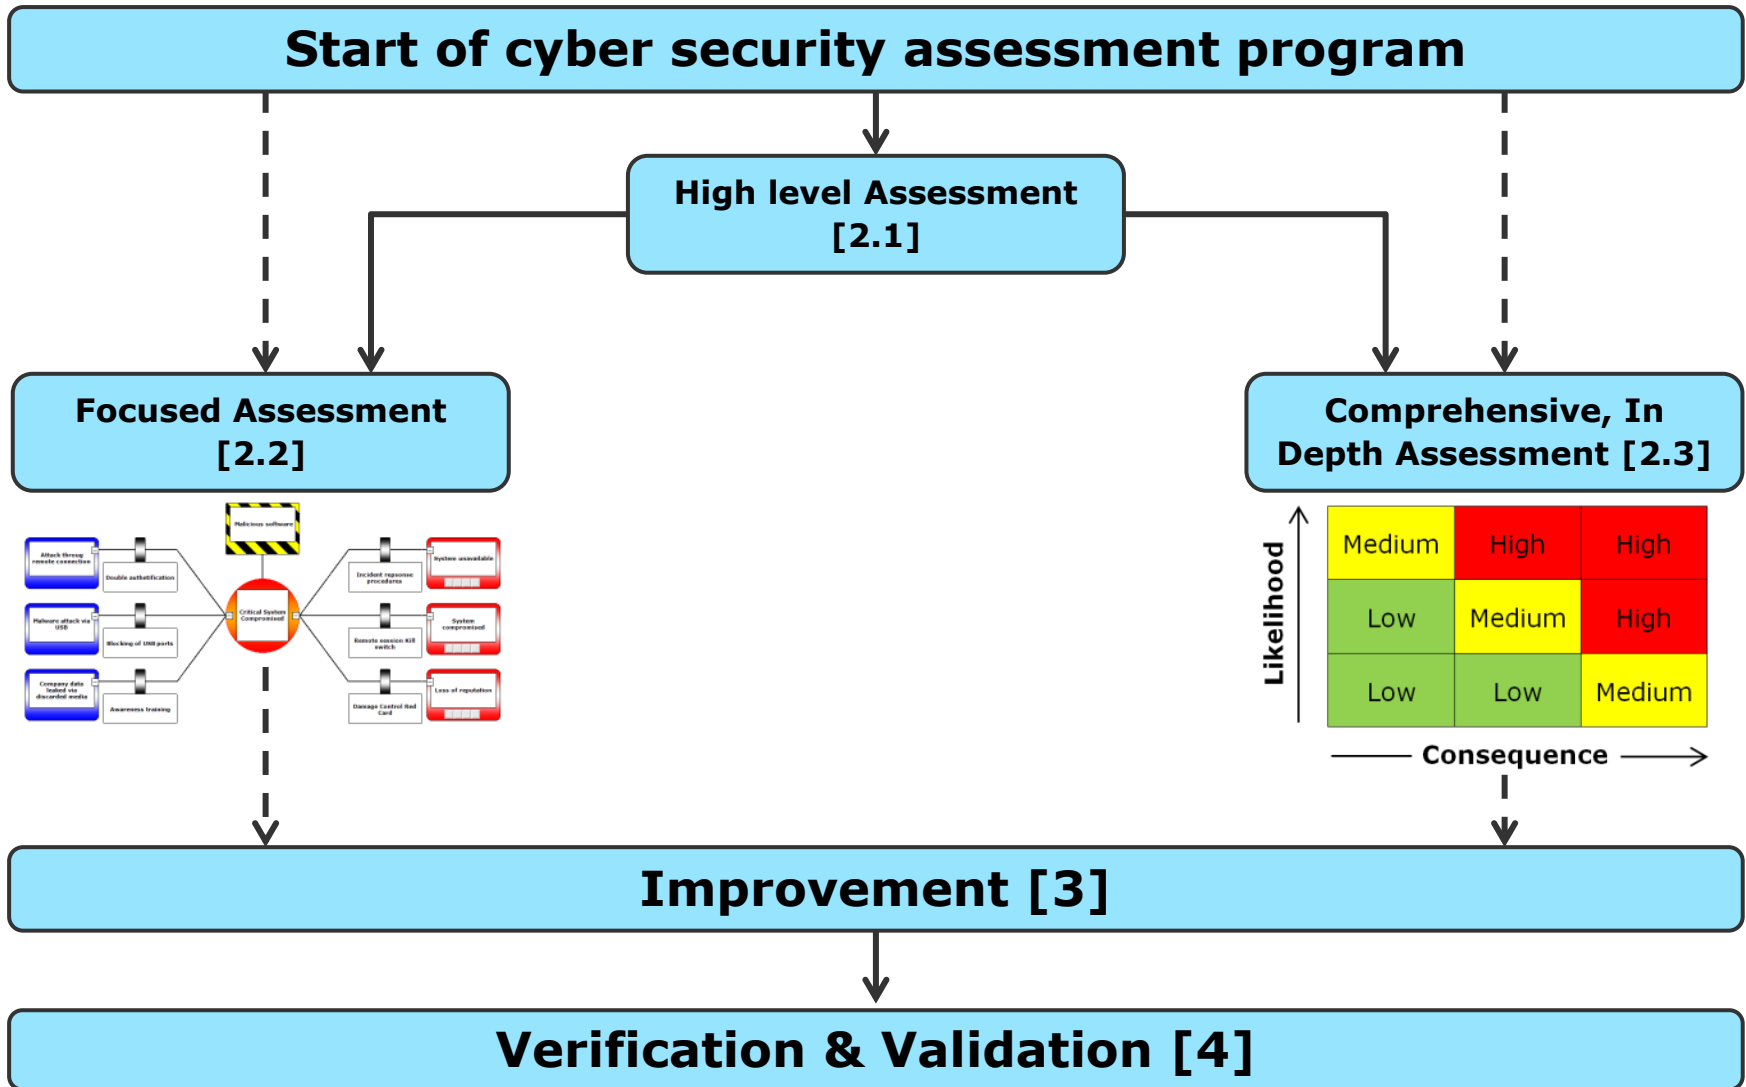 Start of cyber security assessment program
High level Assessment
[2.1]
Focused Assessment
[2.2]
Comprehensive, In
Depth Assessment [2.3]
Malicious software
Attack throug
remote connection
Double authetification
Malware attack via
USB
Blocking of USB ports
Company data
leaked via
discarded media
Awareness training
Critical System
Compromised
Incident repsonse
procedures
System unavailable
Remote session Kill
switch
System
compromised
Damage Control Red
Card
Loss of reputation
Likelihood
Medium
High
High
Low
Medium
High
Low
Low
Medium
Consequence
Improvement [3]
Verification & Validation [4]